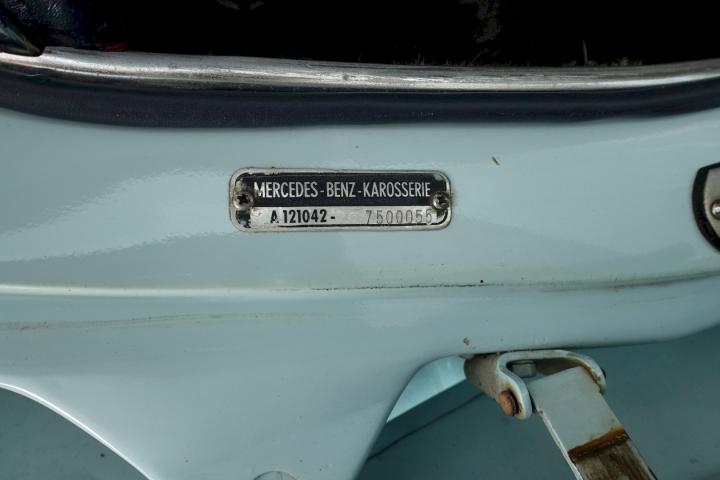 MERCEDES-BENZ-KAROSSERIE
A 121042- 7500055